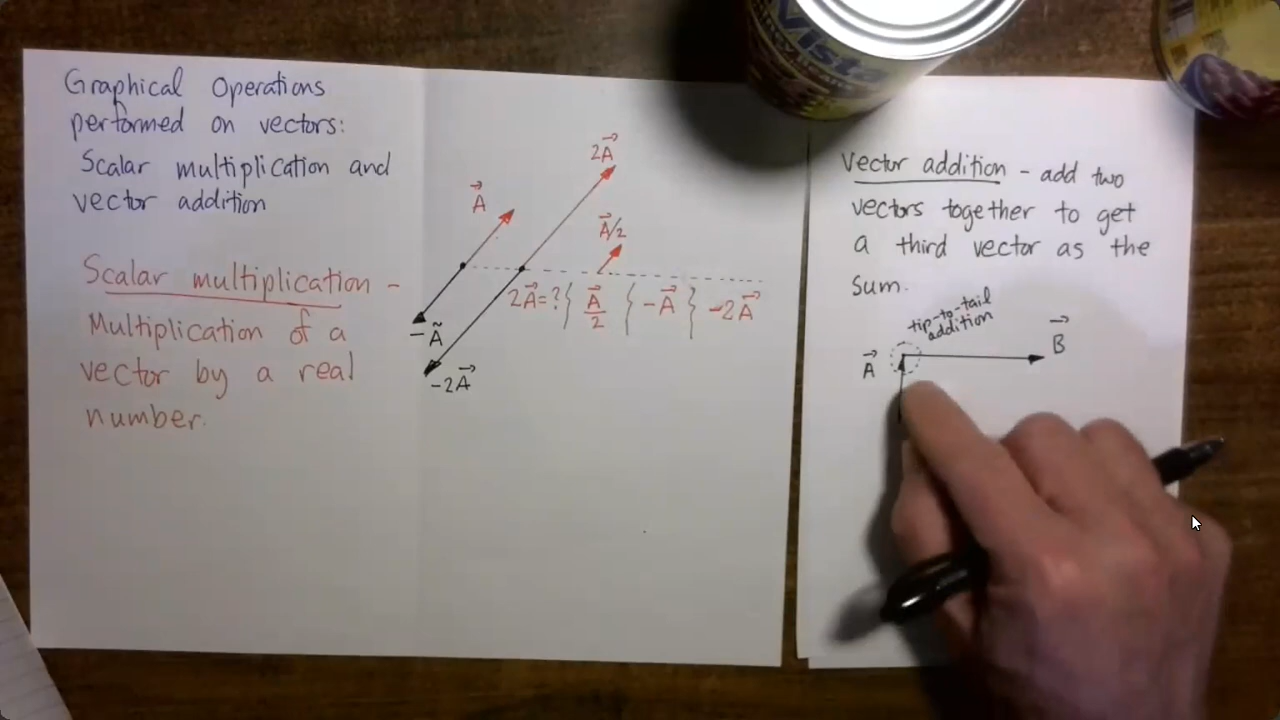 Graphical Operations
performed on vectors:
Scalar multiplication and
vector addition
Scalar multiplication -
Multiplication of a
vector by a real
number.
2A⃗
A⃗
A⃗/2
2A⃗=? { A⃗/2 { -A⃗ } -2A⃗
-Ã
-2A⃗
Vista
Vector addition - add two
vectors together to get
a third vector as the
sum.
tip-to-tail
addition
A⃗
B⃗